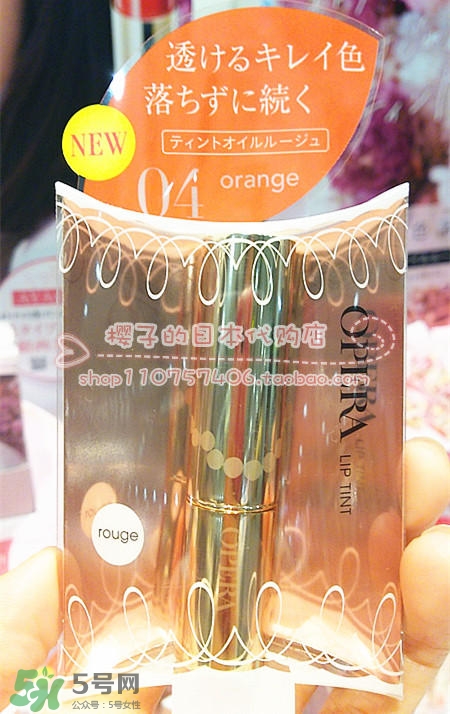 透けるキレイ色
落ちずに続く
ティントオイルルージュ
NEW
04 orange
樱子的日本代购店
shop110757406.taobao.com
OPERA
LIP TINT
rouge
OPERA
5号网
公众号：5号女性